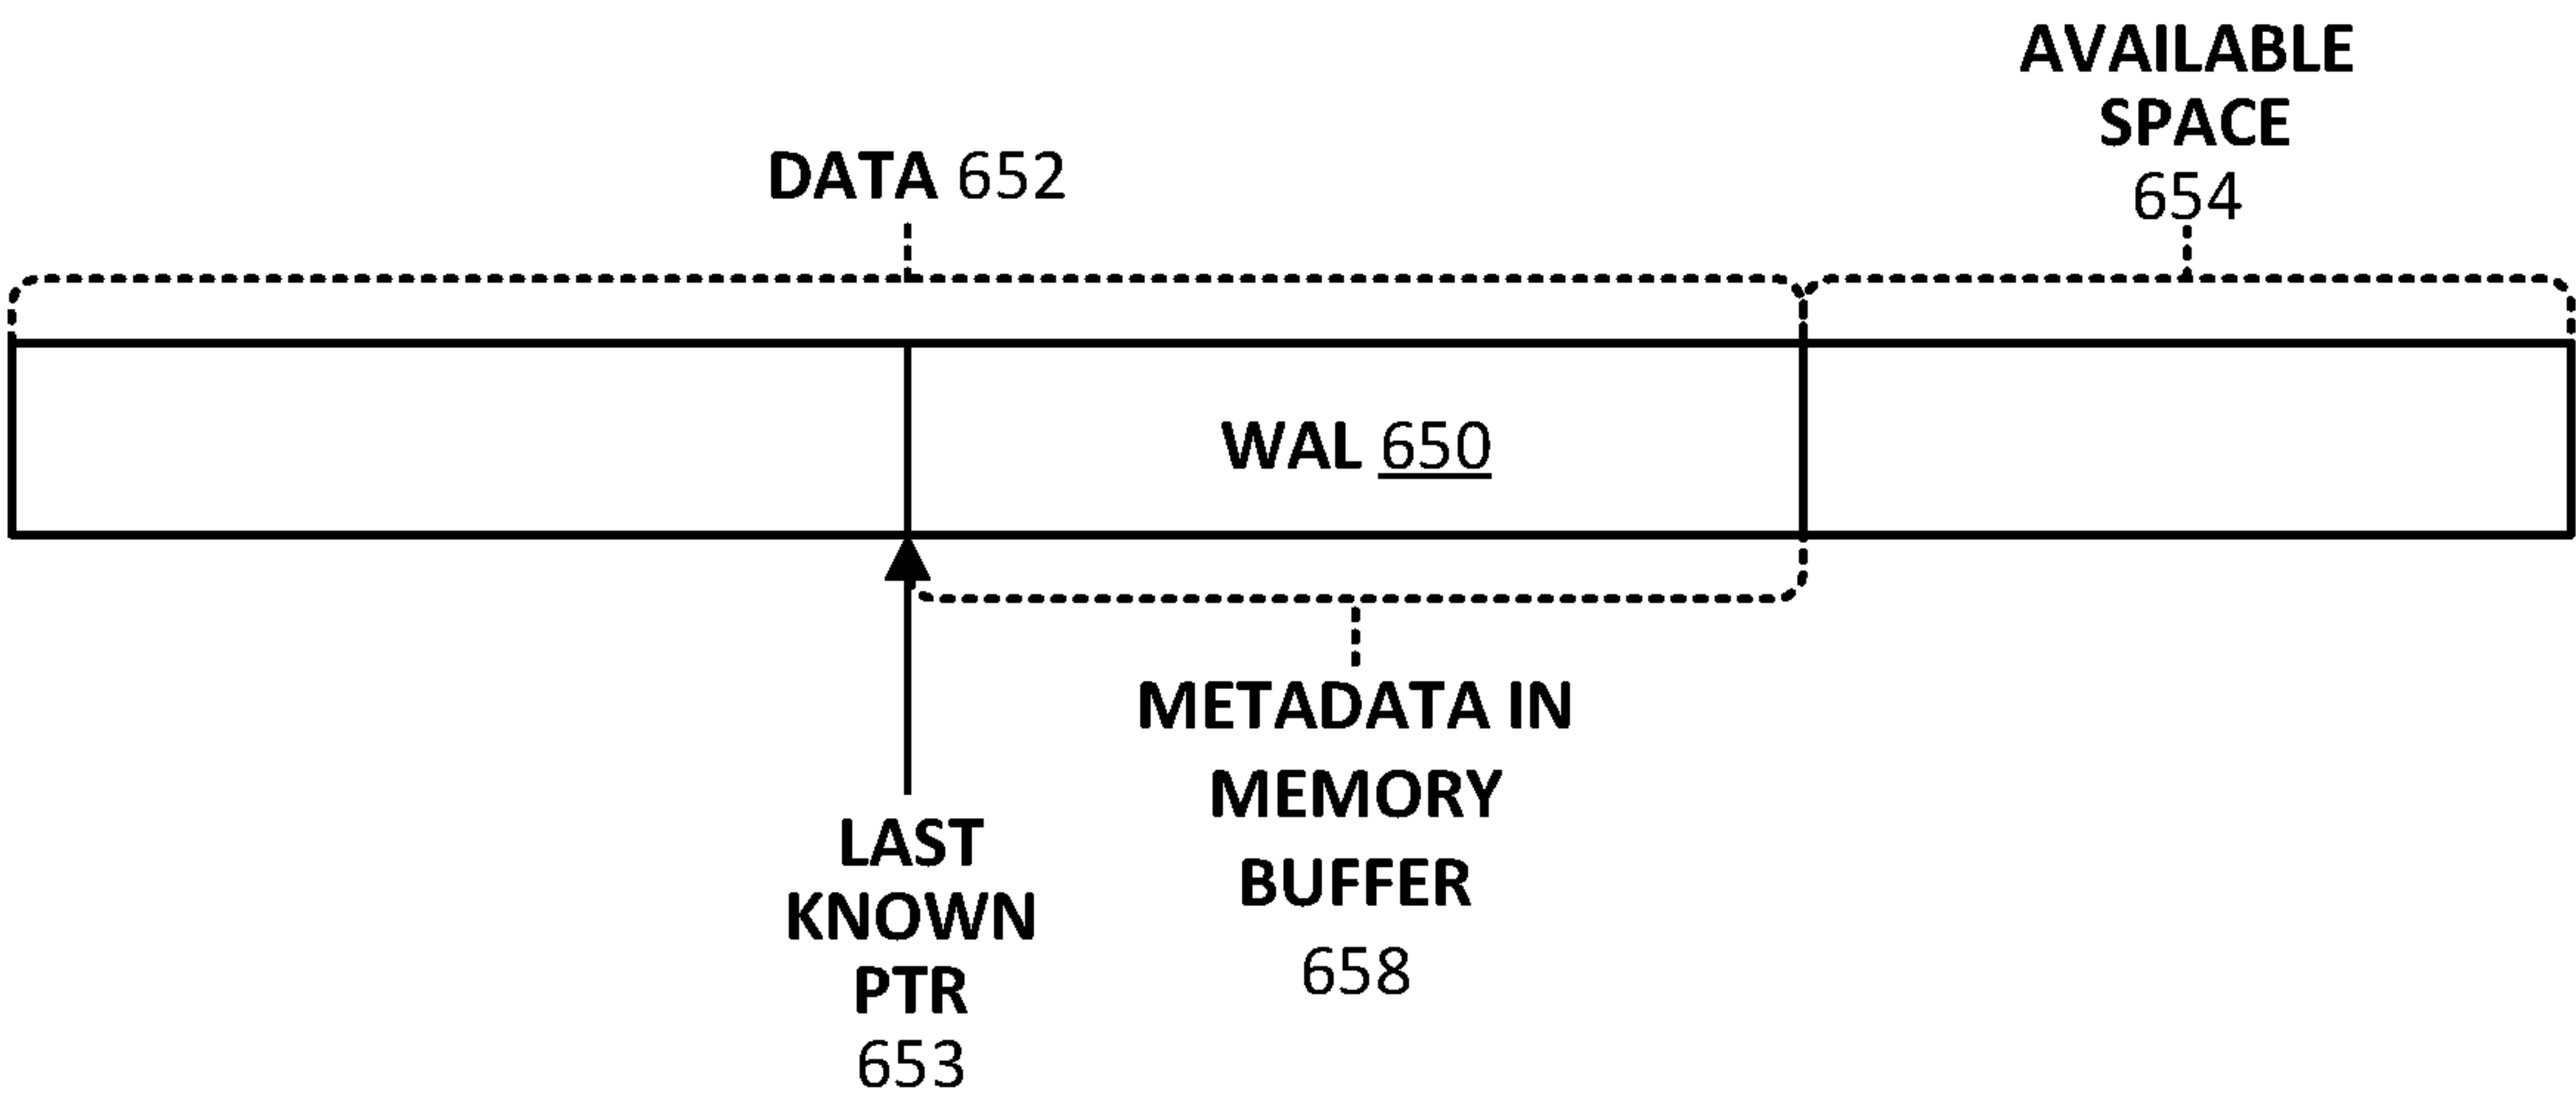 AVAILABLE
SPACE
654
DATA 652
WAL 650
METADATA IN
MEMORY
BUFFER
658
LAST
KNOWN
PTR
653